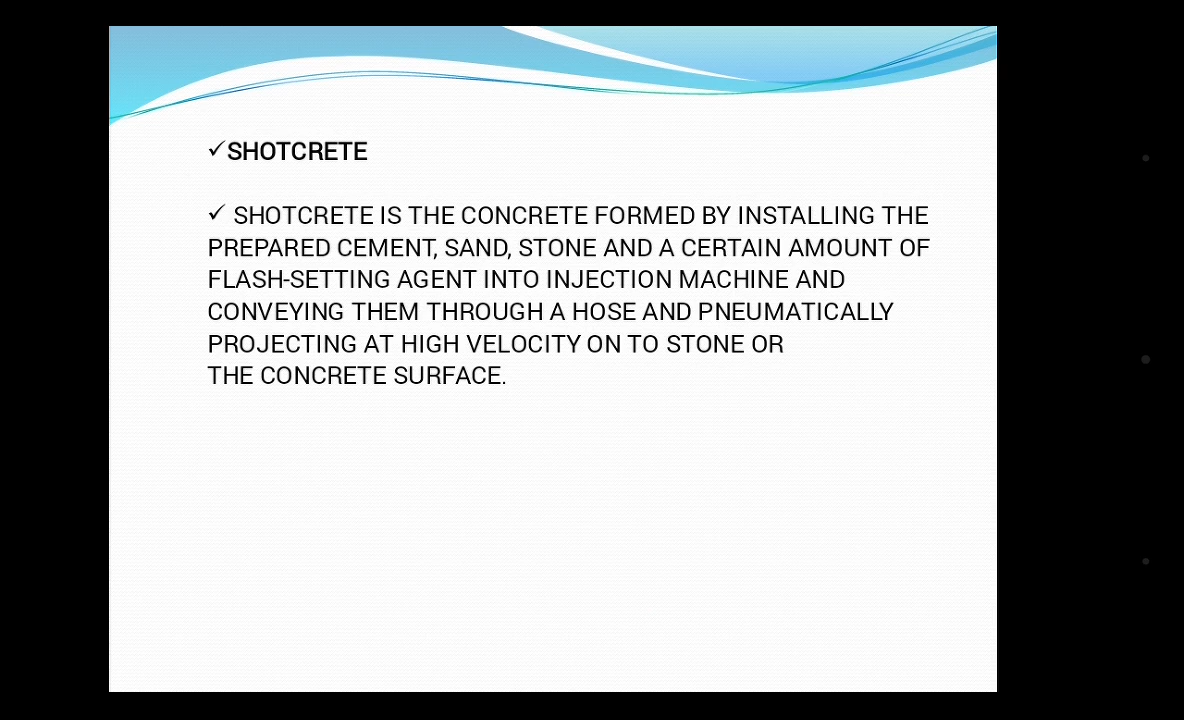 ✓SHOTCRETE
✓ SHOTCRETE IS THE CONCRETE FORMED BY INSTALLING THE
PREPARED CEMENT, SAND, STONE AND A CERTAIN AMOUNT OF
FLASH-SETTING AGENT INTO INJECTION MACHINE AND
CONVEYING THEM THROUGH A HOSE AND PNEUMATICALLY
PROJECTING AT HIGH VELOCITY ON TO STONE OR
THE CONCRETE SURFACE.